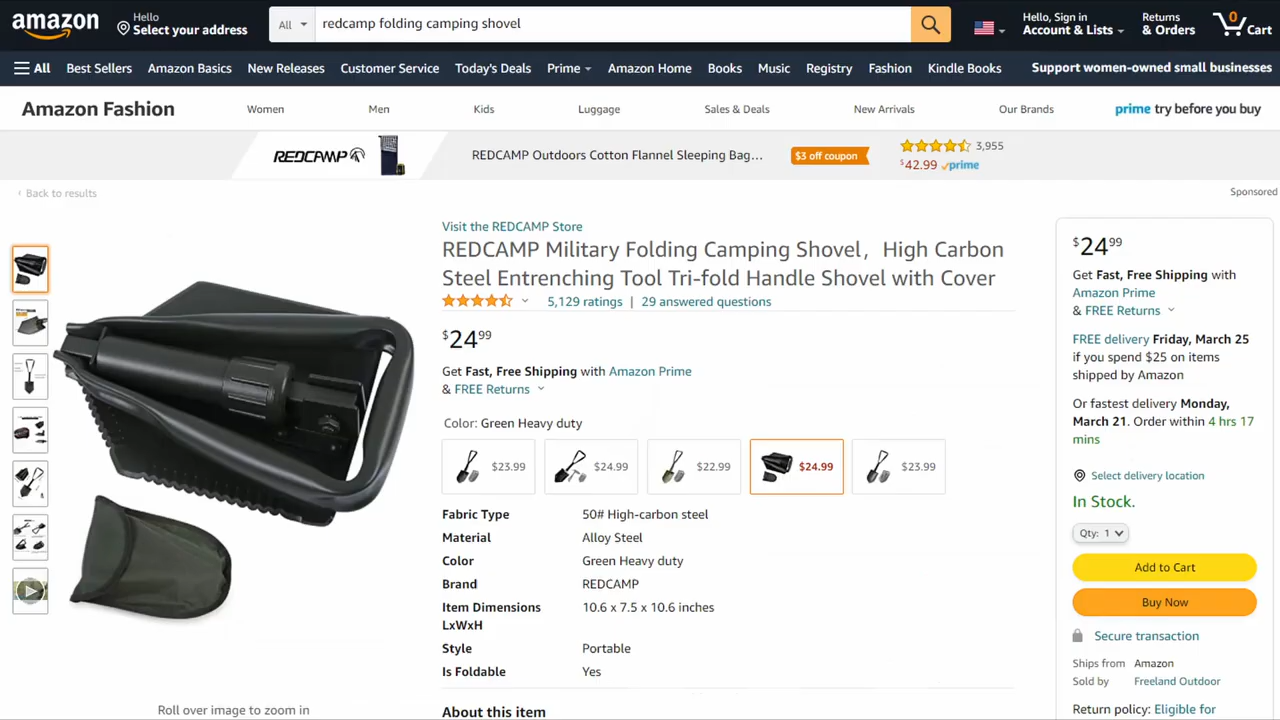 amazon
Hello
Select your address
All
redcamp folding camping shovel
Hello, Sign in
Account & Lists
Returns
& Orders
0
Cart
All
Best Sellers
Amazon Basics
New Releases
Customer Service
Today's Deals
Prime
Amazon Home
Books
Music
Registry
Fashion
Kindle Books
Support women-owned small businesses
Amazon Fashion
Women
Men
Kids
Luggage
Sales & Deals
New Arrivals
Our Brands
prime try before you buy
REDCAMP
REDCAMP Outdoors Cotton Flannel Sleeping Bag...
$3 off coupon
3,955
$42.99 prime
‹ Back to results
Sponsored
Visit the REDCAMP Store
REDCAMP Military Folding Camping Shovel，High Carbon
Steel Entrenching Tool Tri-fold Handle Shovel with Cover
5,129 ratings | 29 answered questions
$24 99
Get Fast, Free Shipping with Amazon Prime
& FREE Returns
Color: Green Heavy duty
$23.99
$24.99
$22.99
$24.99
$23.99
Fabric Type 50# High-carbon steel
Material Alloy Steel
Color Green Heavy duty
Brand REDCAMP
Item Dimensions 10.6 x 7.5 x 10.6 inches
LxWxH
Style Portable
Is Foldable Yes
About this item
Roll over image to zoom in
$24 99
Get Fast, Free Shipping with
Amazon Prime
& FREE Returns
FREE delivery Friday, March 25
if you spend $25 on items
shipped by Amazon
Or fastest delivery Monday,
March 21. Order within 4 hrs 17
mins
Select delivery location
In Stock.
Qty: 1
Add to Cart
Buy Now
Secure transaction
Ships from Amazon
Sold by Freeland Outdoor
Return policy: Eligible for